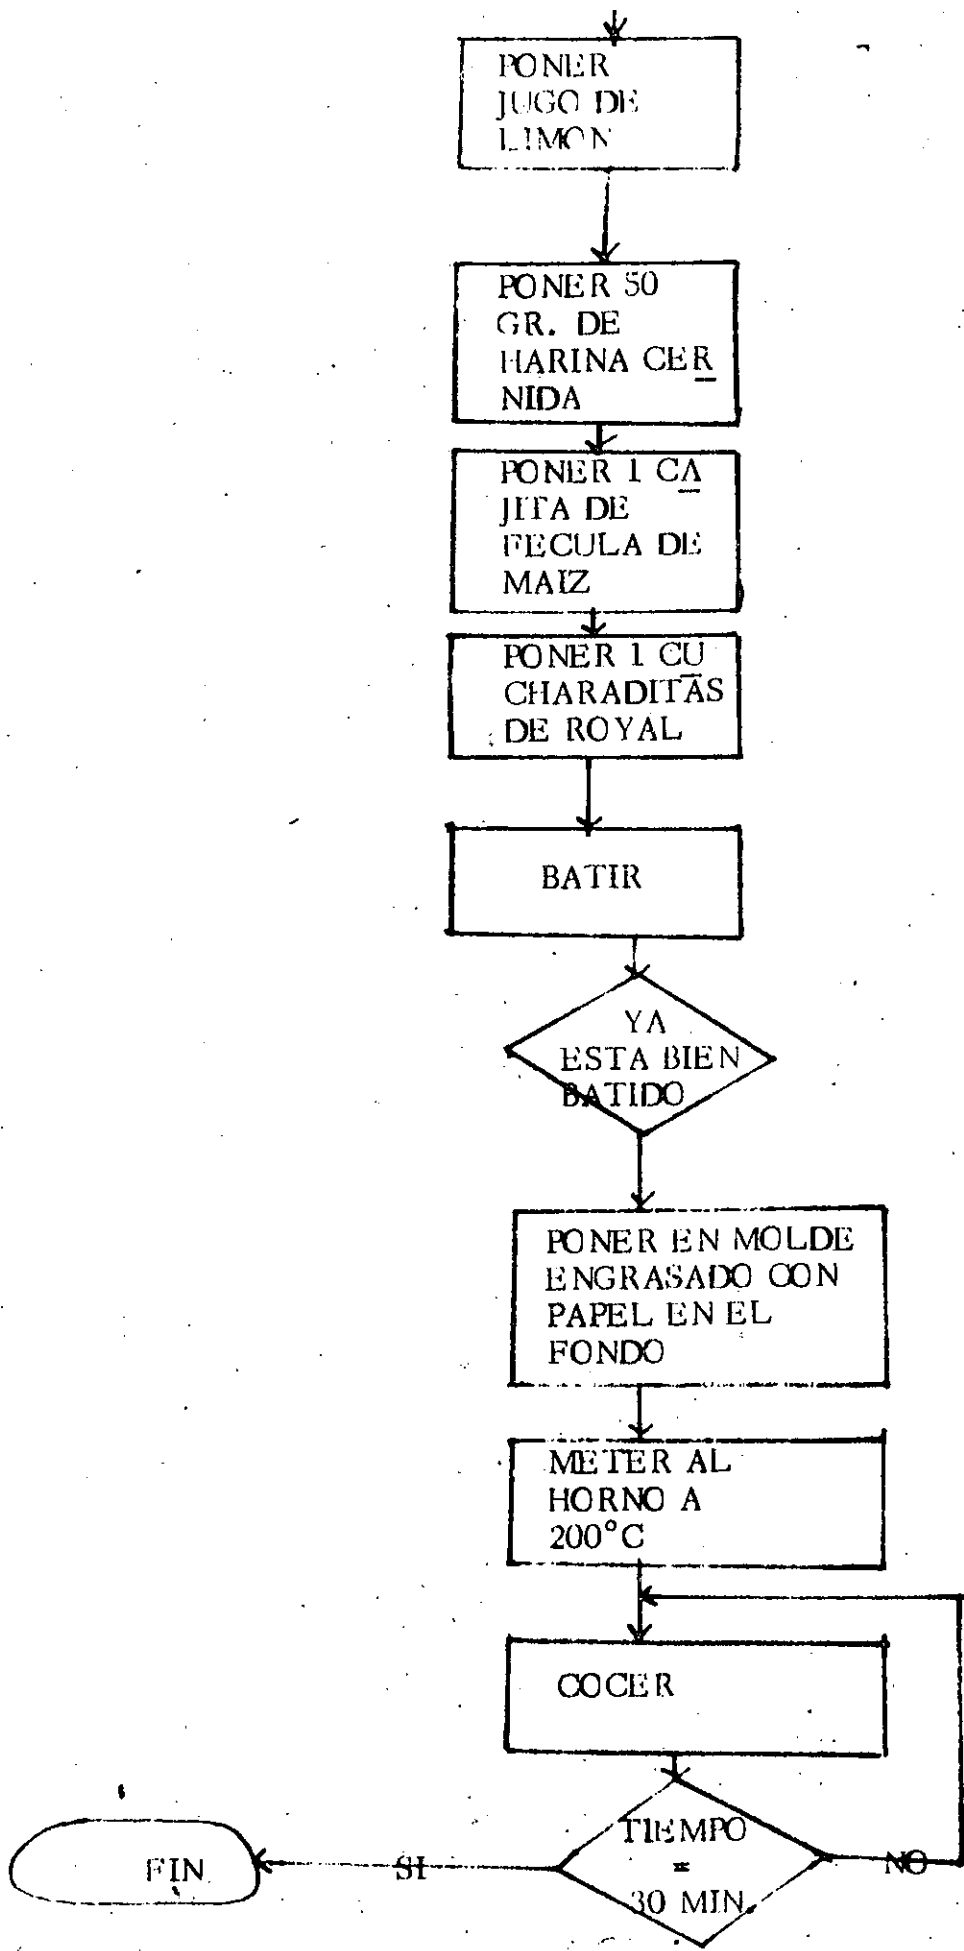 PONER
JUGO DE
LIMON
PONER 50
GR. DE
HARINA CER
NIDA
PONER 1 CA
JITA DE
FECULA DE
MAIZ
PONER 1 CU
CHARADITAS
DE ROYAL
BATIR
YA
ESTA BIEN
BATIDO
PONER EN MOLDE
ENGRASADO CON
PAPEL EN EL
FONDO
METER AL
HORNO A
200°C
COCER
TIEMPO
=
30 MIN.
SI
NO
FIN